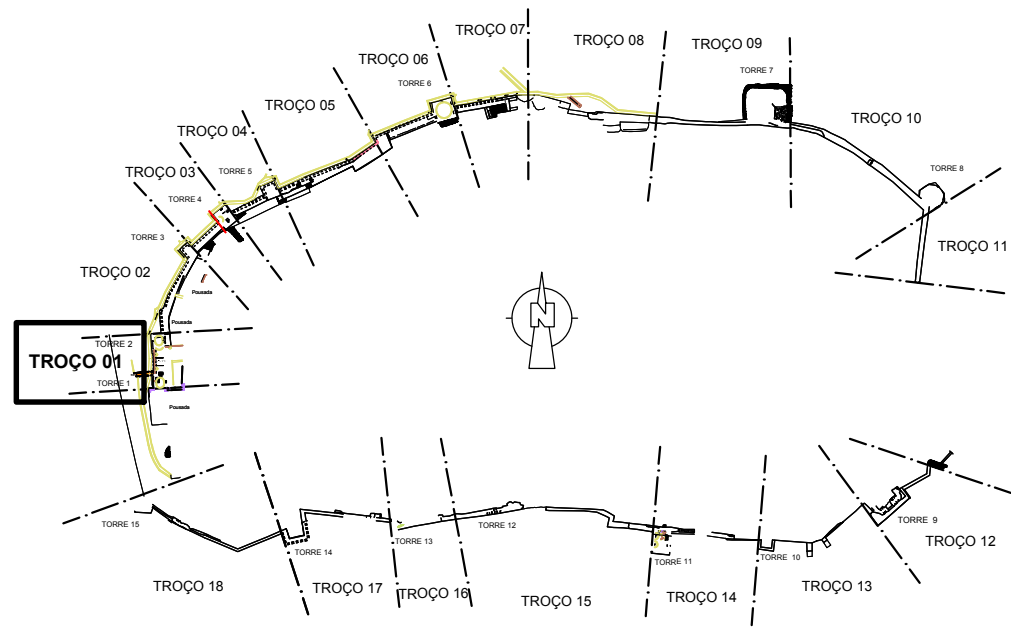 TROÇO 07
TROÇO 08
TROÇO 09
TROÇO 06
TORRE 7
TORRE 6
TROÇO 05
TROÇO 10
TROÇO 04
TROÇO 03
TORRE 5
TORRE 8
TORRE 4
TORRE 3
TROÇO 11
TROÇO 02
Pousada
Pousada
TORRE 2
TROÇO 01
TORRE 1
Pousada
N
TORRE 15
TORRE 14
TORRE 13
TORRE 12
TORRE 9
TORRE 11
TORRE 10
TROÇO 12
TROÇO 18
TROÇO 17
TROÇO 16
TROÇO 15
TROÇO 14
TROÇO 13